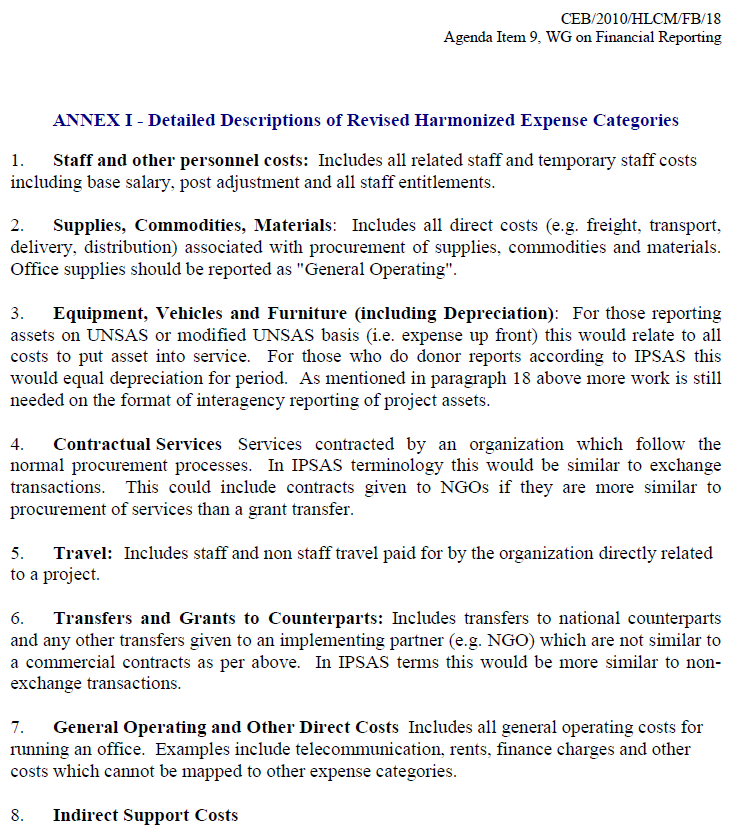 CEB/2010/HLCM/FB/18
Agenda Item 9, WG on Financial Reporting
ANNEX I - Detailed Descriptions of Revised Harmonized Expense Categories
1. Staff and other personnel costs: Includes all related staff and temporary staff costs
including base salary, post adjustment and all staff entitlements.
2. Supplies, Commodities, Materials: Includes all direct costs (e.g. freight, transport,
delivery, distribution) associated with procurement of supplies, commodities and materials.
Office supplies should be reported as "General Operating".
3. Equipment, Vehicles and Furniture (including Depreciation): For those reporting
assets on UNSAS or modified UNSAS basis (i.e. expense up front) this would relate to all
costs to put asset into service. For those who do donor reports according to IPSAS this
would equal depreciation for period. As mentioned in paragraph 18 above more work is still
needed on the format of interagency reporting of project assets.
4. Contractual Services Services contracted by an organization which follow the
normal procurement processes. In IPSAS terminology this would be similar to exchange
transactions. This could include contracts given to NGOs if they are more similar to
procurement of services than a grant transfer.
5. Travel: Includes staff and non staff travel paid for by the organization directly related
to a project.
6. Transfers and Grants to Counterparts: Includes transfers to national counterparts
and any other transfers given to an implementing partner (e.g. NGO) which are not similar to
a commercial contracts as per above. In IPSAS terms this would be more similar to non-
exchange transactions.
7. General Operating and Other Direct Costs Includes all general operating costs for
running an office. Examples include telecommunication, rents, finance charges and other
costs which cannot be mapped to other expense categories.
8. Indirect Support Costs